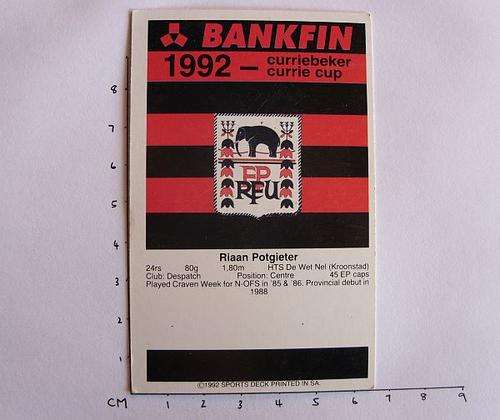 BANKFIN
1992 – curriebeker
currie cup
EP
RFU
Riaan Potgieter
24rs 80g 1,80m HTS De Wet Nel (Kroonstad)
Club: Despatch Position: Centre 45 EP caps
Played Craven Week for N-OFS in '85 & '86. Provincial debut in
1988
©1992 SPORTS DECK PRINTED IN SA
8
7
6
5
4
3
2
1
CM 1 2 3 4 5 6 7 8 9